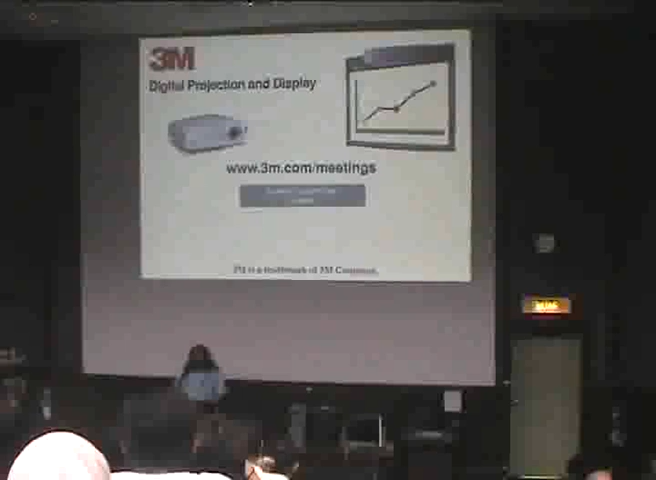 3M
Digital Projection and Display
www.3m.com/meetings
3M is a trademark of 3M Company.